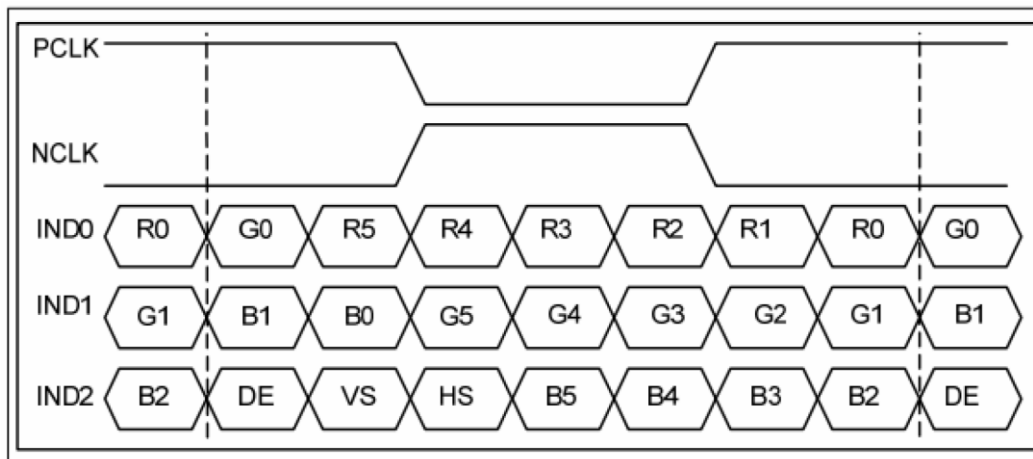 PCLK
NCLK
IND0 R0 G0 R5 R4 R3 R2 R1 R0 G0
IND1 G1 B1 B0 G5 G4 G3 G2 G1 B1
IND2 B2 DE VS HS B5 B4 B3 B2 DE